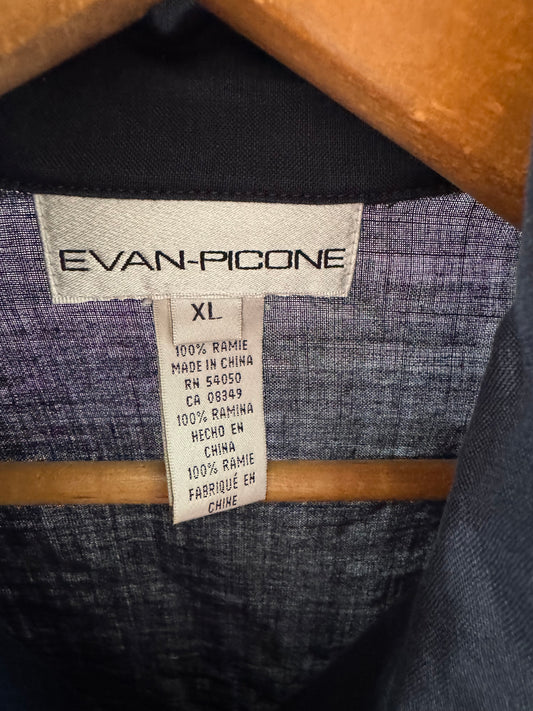 EVAN-PICONE
XL
100% RAMIE
MADE IN CHINA
RN 54050
CA 08349
100% RAMINA
HECHO EN
CHINA
100% RAMIE
FABRIQUÉ EN
CHINE